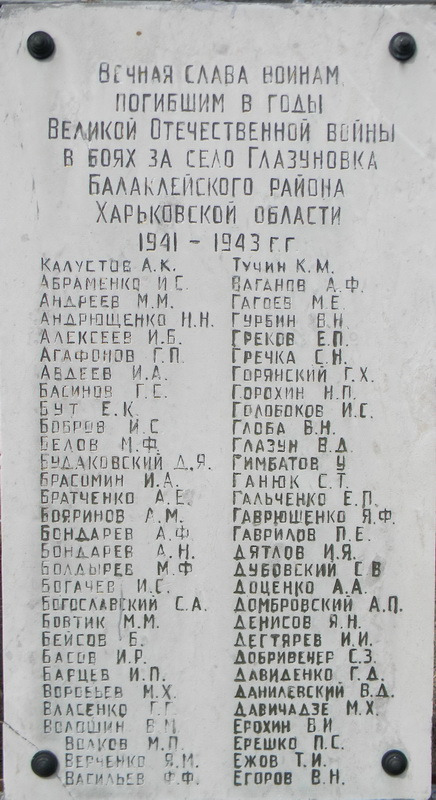 Вечная слава воинам
погибшим в годы
Великой Отечественной войны
в боях за село Глазуновка
Балаклейского района
Харьковской области
1941 - 1943 г г
Калустов А.К.
Абраменко И С.
Андреев М.М.
Андрющенко Н.Н.
Алексеев И.Б.
Агафонов Г.П.
Авдеев И.А.
Басинов Г.С.
Бут Е.К.
Бобров И.С
Белов М.Ф.
Будаковский Д.Я.
Брасомин И.А.
Братченко А.Е.
Бояринов А.М.
Бондарев А.Ф.
Бондарев А.Н.
Болдырев М.Ф
Богачев И.С.
Богославский С.А.
Бовтик М.М.
Бейсов Б.
Басов И.Р.
Барцев И.П.
Воробьев М.Х.
Власенко Г.Г.
Волошин В.М
Волков М.П.
Верченко Я.М.
Васильев Ф.Ф.
Тучин К.М.
Ваганов А.Ф.
Гагоев М.Е.
Гурбин В.Н.
Греков Е.П.
Гречка С.Н.
Горянский Г.Х.
Горохин Н.П.
Голобоков И.С.
Глоба В.Н.
Глазун В.Д.
Гимбатов У
Ганюк С.Т.
Гальченко Е.П.
Гаврюшенко Я.Ф.
Гаврилов П.Е.
Дятлов И.Я.
Дубовский С В
Доценко А.А.
Домбровский А.П.
Денисов Я.Н.
Дегтярев И.И.
Добривечер С.З.
Давиденко Г.Д.
Данилевский В.Д.
Давичадзе М.Х.
Ерохин В.И
Ерешко П.С.
Ежов Т.И.
Егоров В.Н.